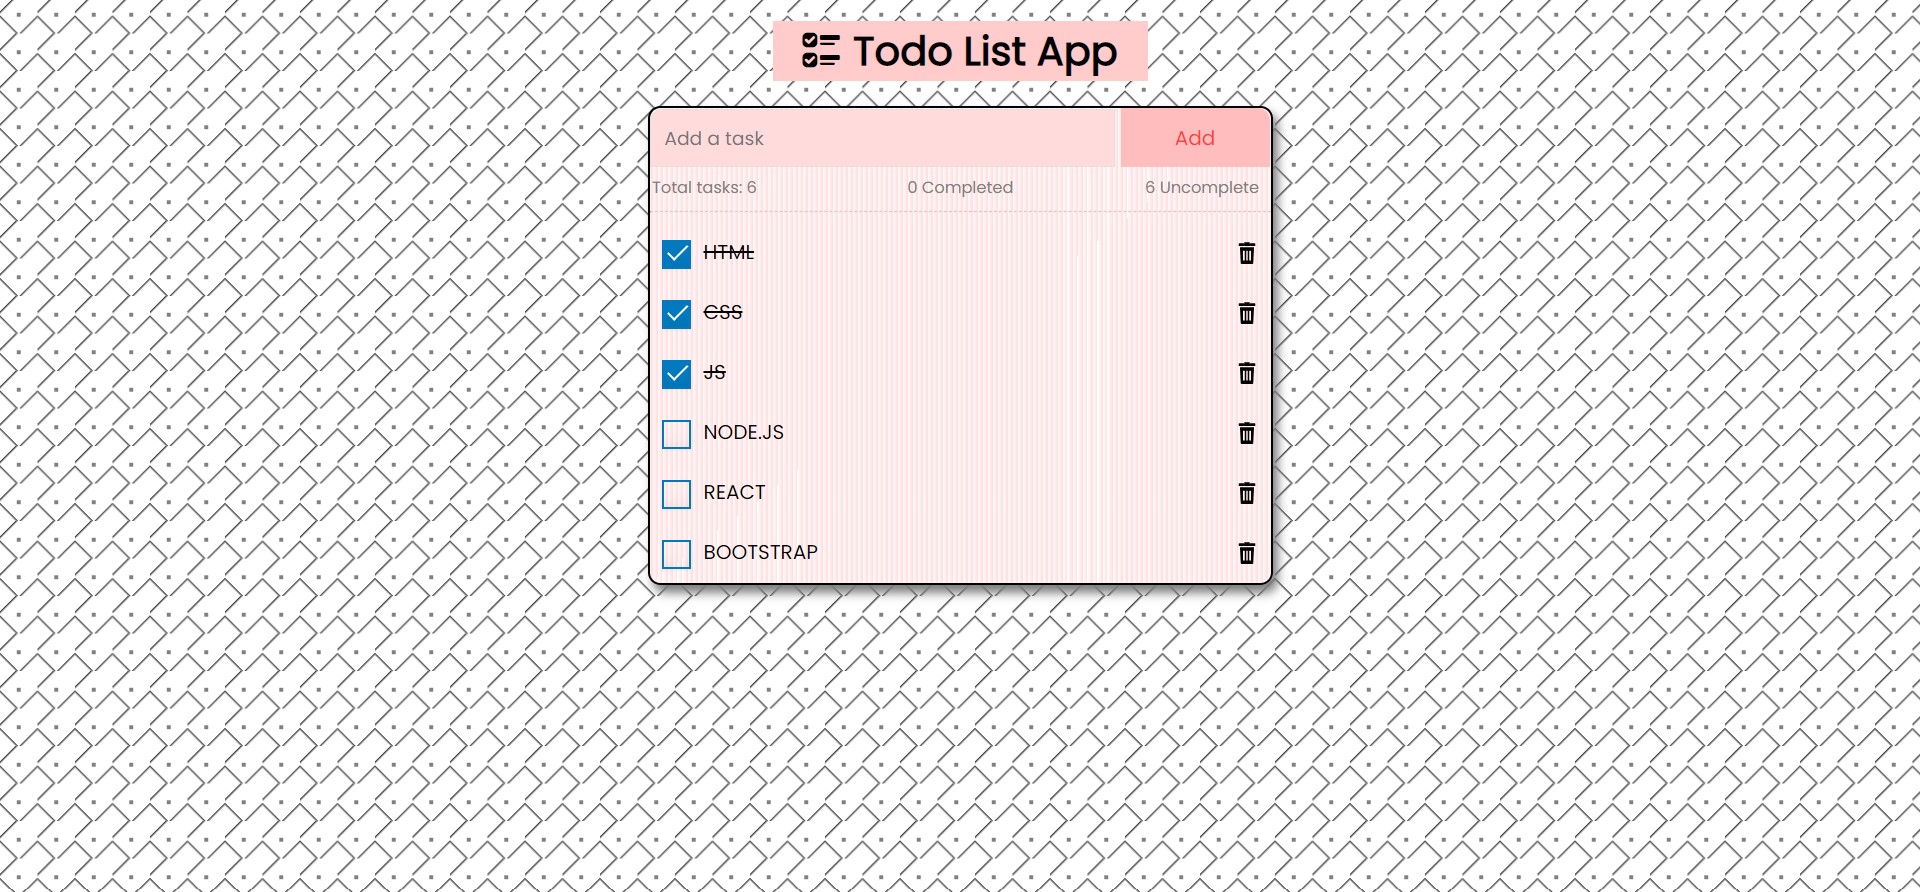 Todo List App
Add a task Add
Total tasks: 6 0 Completed 6 Uncomplete
HTML
CSS
JS
NODE.JS
REACT
BOOTSTRAP